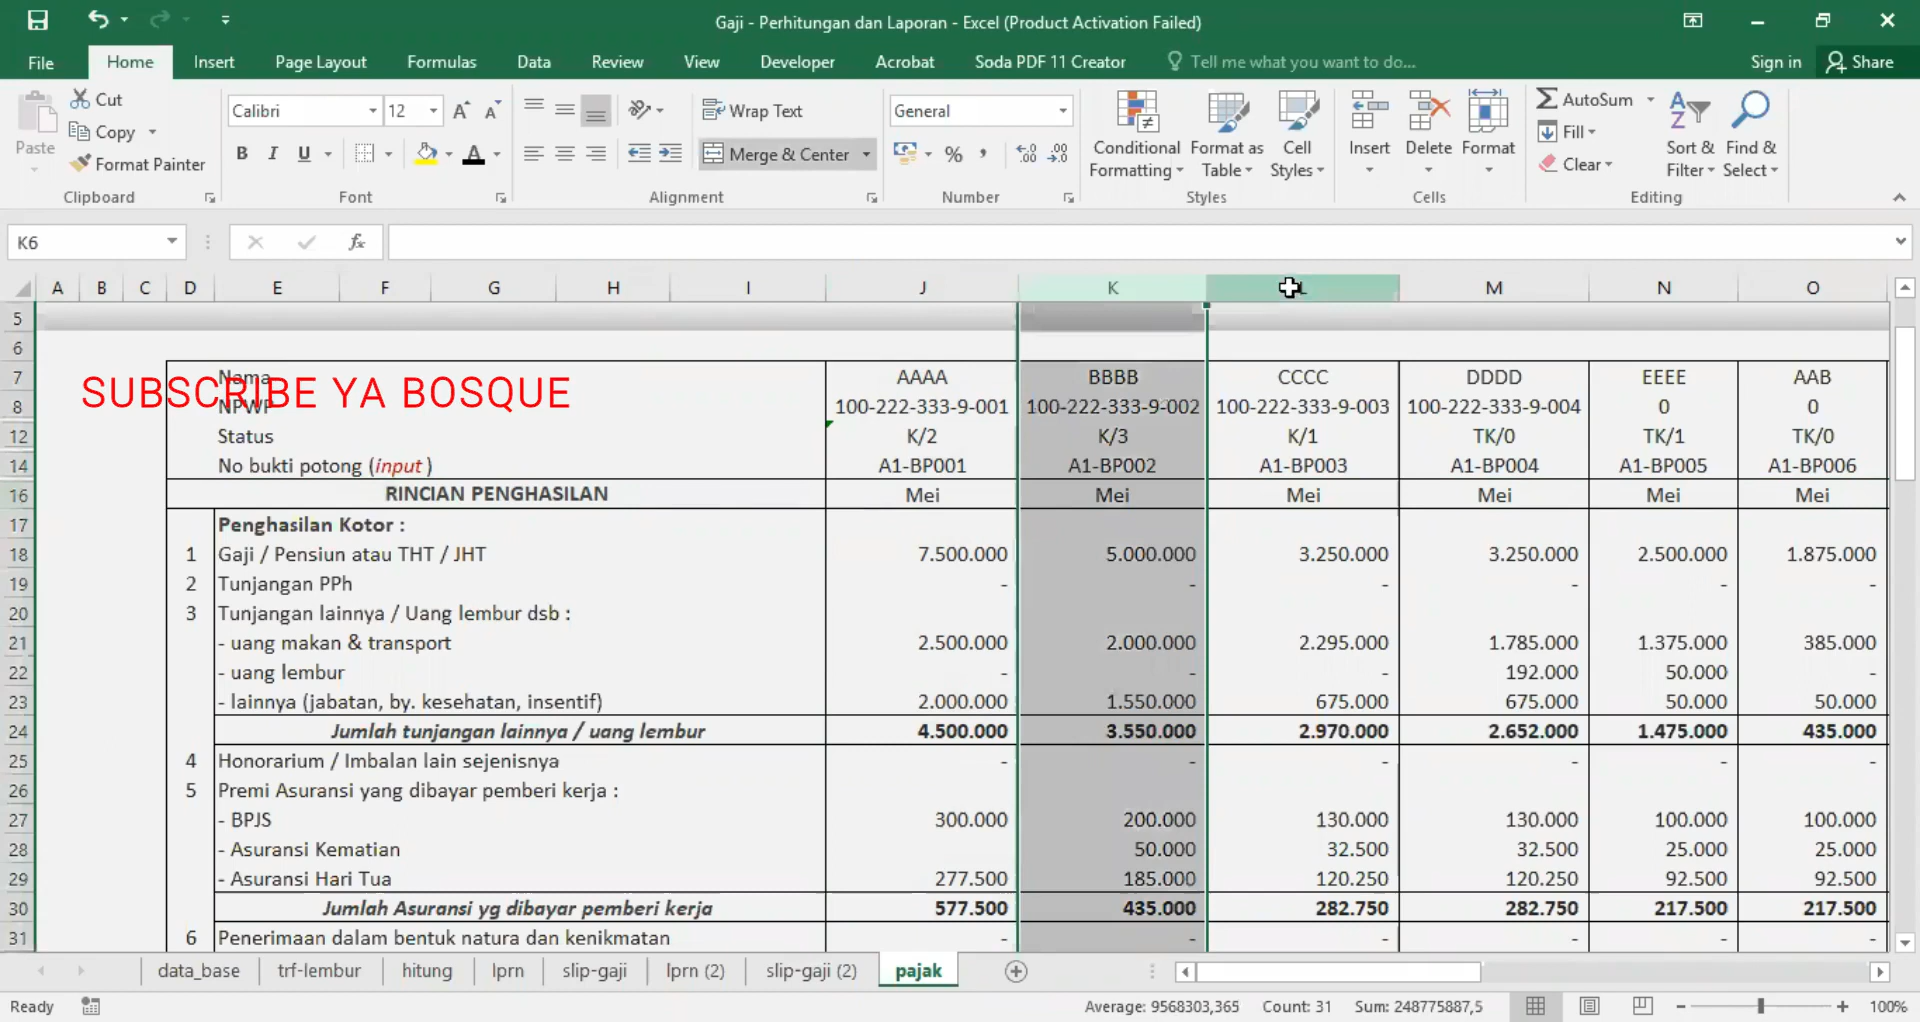 Gaji - Perhitungan dan Laporan - Excel (Product Activation Failed)
File Home Insert Page Layout Formulas Data Review View Developer Acrobat Soda PDF 11 Creator Tell me what you want to do... Sign in Share
Paste
Cut
Copy
Format Painter
Clipboard
Calibri 12
B I U
Font
Wrap Text
Merge & Center
Alignment
General
Number
Conditional Formatting
Format as Table
Cell Styles
Styles
Insert Delete Format
Cells
AutoSum
Fill
Clear
Sort & Filter
Find & Select
Editing
K6 fx
A B C D E F G H I J K L M N O
5
6
7 Nama AAAA BBBB CCCC DDDD EEEE AAB
SUBSCRIBE YA BOSQUE
8 NPWP 100-222-333-9-001 100-222-333-9-002 100-222-333-9-003 100-222-333-9-004 0 0
12 Status K/2 K/3 K/1 TK/0 TK/1 TK/0
14 No bukti potong (input ) A1-BP001 A1-BP002 A1-BP003 A1-BP004 A1-BP005 A1-BP006
16 RINCIAN PENGHASILAN Mei Mei Mei Mei Mei Mei
17 Penghasilan Kotor :
18 1 Gaji / Pensiun atau THT / JHT 7.500.000 5.000.000 3.250.000 3.250.000 2.500.000 1.875.000
19 2 Tunjangan PPh - - - - - -
20 3 Tunjangan lainnya / Uang lembur dsb :
21 - uang makan & transport 2.500.000 2.000.000 2.295.000 1.785.000 1.375.000 385.000
22 - uang lembur - - - 192.000 50.000 -
23 - lainnya (jabatan, by. kesehatan, insentif) 2.000.000 1.550.000 675.000 675.000 50.000 50.000
24 Jumlah tunjangan lainnya / uang lembur 4.500.000 3.550.000 2.970.000 2.652.000 1.475.000 435.000
25 4 Honorarium / Imbalan lain sejenisnya - - - - - -
26 5 Premi Asuransi yang dibayar pemberi kerja :
27 - BPJS 300.000 200.000 130.000 130.000 100.000 100.000
28 - Asuransi Kematian 50.000 32.500 32.500 25.000 25.000
29 - Asuransi Hari Tua 277.500 185.000 120.250 120.250 92.500 92.500
30 Jumlah Asuransi yg dibayar pemberi kerja 577.500 435.000 282.750 282.750 217.500 217.500
31 6 Penerimaan dalam bentuk natura dan kenikmatan - - - - - -
data_base trf-lembur hitung lprn slip-gaji lprn (2) slip-gaji (2) pajak
Ready Average: 9568303,365 Count: 31 Sum: 248775887,5 100%